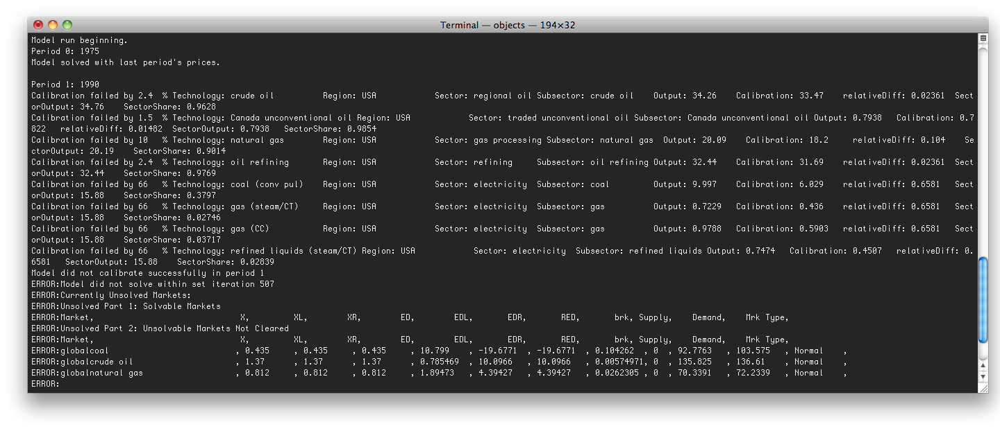 Terminal — objects — 194×32
Model run beginning.
Period 0: 1975
Model solved with last period's prices.
Period 1: 1990
Calibration failed by 2.4  % Technology: crude oil          Region: USA            Sector: regional oil Subsector: crude oil    Output: 34.26    Calibration: 33.47    relativeDiff: 0.02361  Sect
orOutput: 34.76    SectorShare: 0.9628
Calibration failed by 1.5  % Technology: Canada unconventional oil Region: USA            Sector: traded unconventional oil Subsector: Canada unconventional oil Output: 0.7938   Calibration: 0.7
822   relativeDiff: 0.01482  SectorOutput: 0.7938   SectorShare: 0.9854
Calibration failed by 10   % Technology: natural gas        Region: USA            Sector: gas processing Subsector: natural gas  Output: 20.09    Calibration: 18.2     relativeDiff: 0.104    Se
ctorOutput: 20.19    SectorShare: 0.9014
Calibration failed by 2.4  % Technology: oil refining       Region: USA            Sector: refining     Subsector: oil refining Output: 32.44    Calibration: 31.69    relativeDiff: 0.02361  Sect
orOutput: 32.44    SectorShare: 0.9769
Calibration failed by 66   % Technology: coal (conv pul)    Region: USA            Sector: electricity  Subsector: coal         Output: 9.997    Calibration: 6.029    relativeDiff: 0.6581   Sect
orOutput: 15.88    SectorShare: 0.3797
Calibration failed by 66   % Technology: gas (steam/CT)     Region: USA            Sector: electricity  Subsector: gas          Output: 0.7229   Calibration: 0.436    relativeDiff: 0.6581   Sect
orOutput: 15.88    SectorShare: 0.02746
Calibration failed by 66   % Technology: gas (CC)           Region: USA            Sector: electricity  Subsector: gas          Output: 0.9788   Calibration: 0.5903   relativeDiff: 0.6581   Sect
orOutput: 15.88    SectorShare: 0.03717
Calibration failed by 66   % Technology: refined liquids (steam/CT) Region: USA            Sector: electricity  Subsector: refined liquids Output: 0.7474   Calibration: 0.4507   relativeDiff: 0.
6581   SectorOutput: 15.88    SectorShare: 0.02839
Model did not calibrate successfully in period 1
ERROR:Model did not solve within set iteration 507
ERROR:Currently Unsolved Markets:
ERROR:Unsolved Part 1: Solvable Markets
ERROR:Market,                              X,         XL,        XR,        ED,        EDL,       EDR,       RED,       brk, Supply,    Demand,    Mrk Type,
ERROR:Unsolved Part 2: Unsolvable Markets Not Cleared
ERROR:Market,                              X,         XL,        XR,        ED,        EDL,       EDR,       RED,       brk, Supply,    Demand,    Mrk Type,
ERROR:globalcoal                          , 0.435    , 0.435    , 0.435    , 10.799   , -19.6771 , -19.6771 , 0.104262  , 0  , 92.7763  , 103.575  , Normal    ,
ERROR:globalcrude oil                     , 1.37     , 1.37     , 1.37     , 0.785469 , 10.0966  , 10.0966  , 0.00574971, 0  , 135.825  , 136.61   , Normal    ,
ERROR:globalnatural gas                   , 0.812    , 0.812    , 0.812    , 1.89473  , 4.39427  , 4.39427  , 0.0262305 , 0  , 70.3391  , 72.2339  , Normal    ,
ERROR: